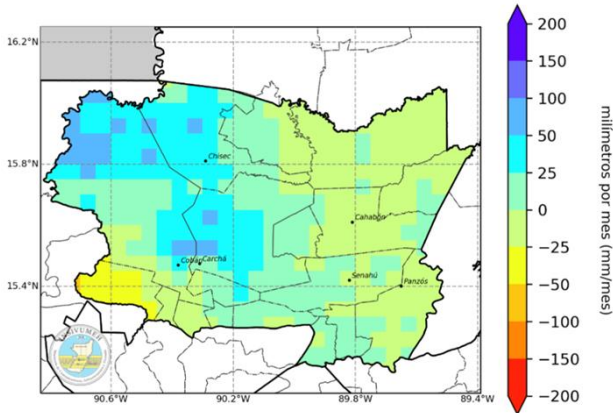 16.2°N
15.8°N
15.4°N
90.6°W
90.2°W
89.8°W
89.4°W
Chisec
Cahabón
Cobán
Carchá
Senahú
Panzós
INSIVUMEH
200
150
100
50
25
0
−25
−50
−100
−150
−200
milímetros por mes (mm/mes)